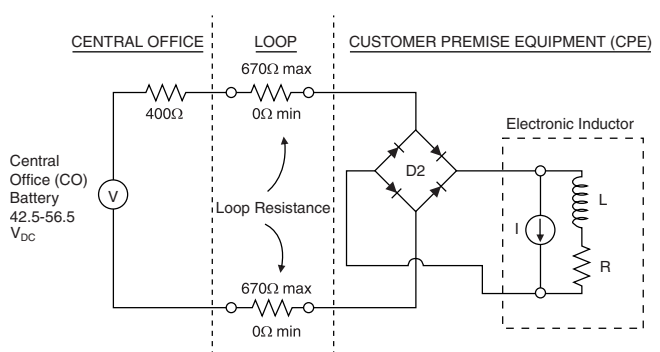 CENTRAL OFFICE
LOOP
CUSTOMER PREMISE EQUIPMENT (CPE)
670Ω max
400Ω
0Ω min
Electronic Inductor
D2
Central
Office (CO)
Battery
42.5-56.5
VDC
V
Loop Resistance
I
L
R
670Ω max
0Ω min